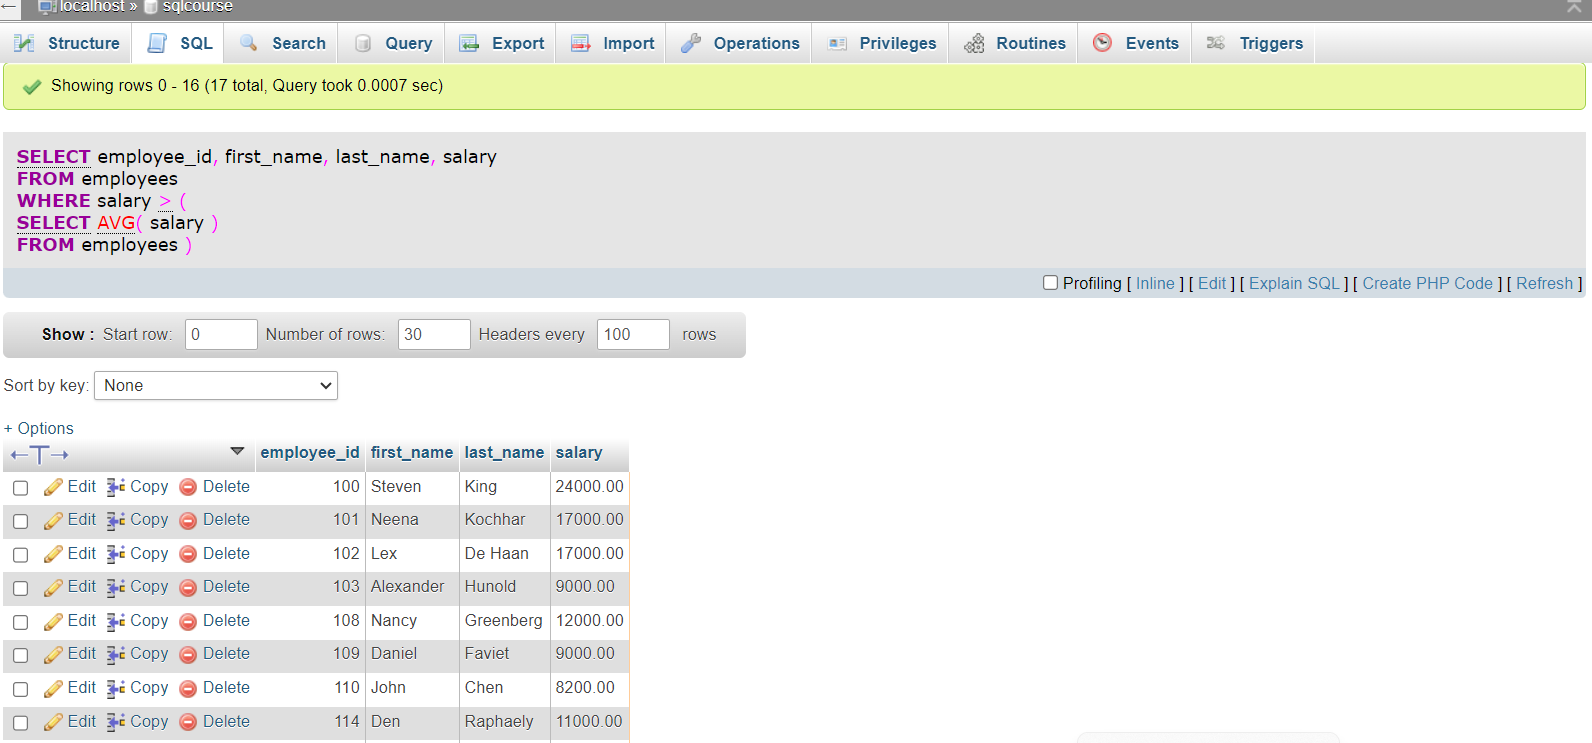 localhost » sqlcourse
Structure SQL Search Query Export Import Operations Privileges Routines Events Triggers
Showing rows 0 - 16 (17 total, Query took 0.0007 sec)
SELECT employee_id, first_name, last_name, salary
FROM employees
WHERE salary > (
SELECT AVG( salary )
FROM employees )
Profiling [ Inline ] [ Edit ] [ Explain SQL ] [ Create PHP Code ] [ Refresh ]
Show : Start row: 0 Number of rows: 30 Headers every 100 rows
Sort by key: None
+ Options
←T→ employee_id first_name last_name salary
Edit Copy Delete 100 Steven King 24000.00
Edit Copy Delete 101 Neena Kochhar 17000.00
Edit Copy Delete 102 Lex De Haan 17000.00
Edit Copy Delete 103 Alexander Hunold 9000.00
Edit Copy Delete 108 Nancy Greenberg 12000.00
Edit Copy Delete 109 Daniel Faviet 9000.00
Edit Copy Delete 110 John Chen 8200.00
Edit Copy Delete 114 Den Raphaely 11000.00